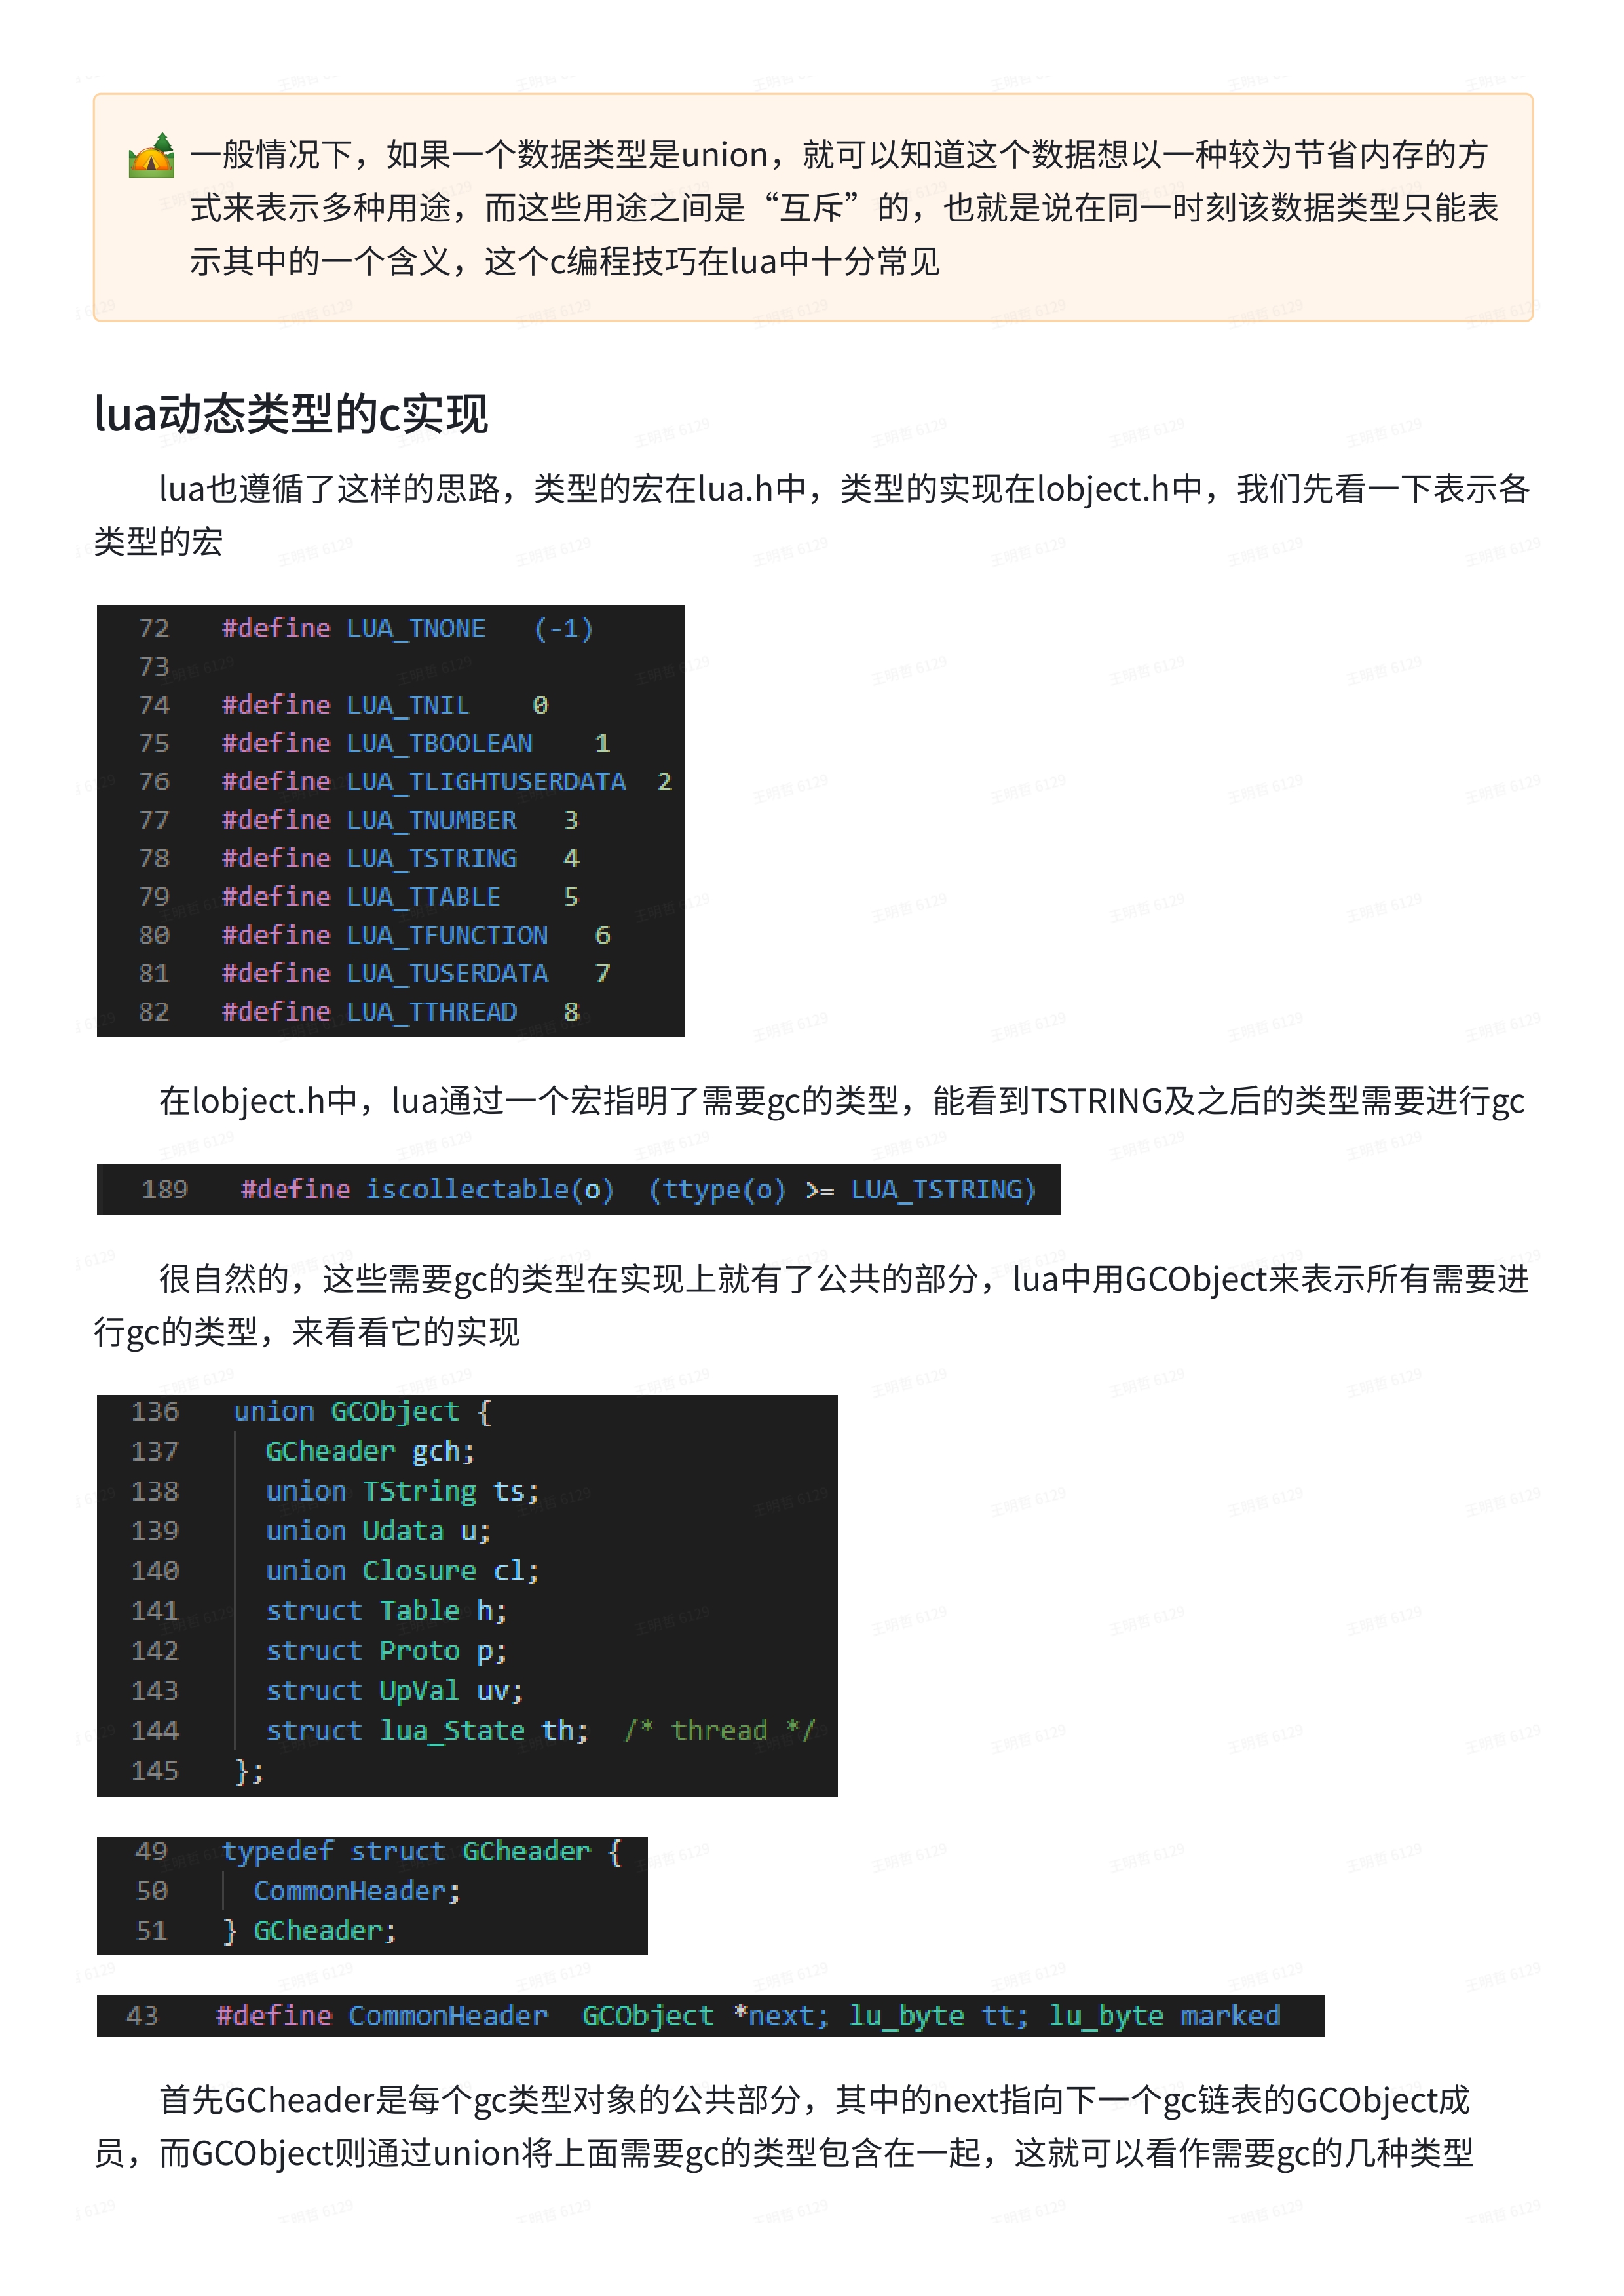 一般情况下，如果一个数据类型是union，就可以知道这个数据想以一种较为节省内存的方
式来表示多种用途，而这些用途之间是“互斥”的，也就是说在同一时刻该数据类型只能表
示其中的一个含义，这个c编程技巧在lua中十分常见
lua动态类型的c实现
lua也遵循了这样的思路，类型的宏在lua.h中，类型的实现在lobject.h中，我们先看一下表示各
类型的宏
72 #define LUA_TNONE (-1)
73
74 #define LUA_TNIL 0
75 #define LUA_TBOOLEAN 1
76 #define LUA_TLIGHTUSERDATA 2
77 #define LUA_TNUMBER 3
78 #define LUA_TSTRING 4
79 #define LUA_TTABLE 5
80 #define LUA_TFUNCTION 6
81 #define LUA_TUSERDATA 7
82 #define LUA_TTHREAD 8
在lobject.h中，lua通过一个宏指明了需要gc的类型，能看到TSTRING及之后的类型需要进行gc
189 #define iscollectable(o) (ttype(o) >= LUA_TSTRING)
很自然的，这些需要gc的类型在实现上就有了公共的部分，lua中用GCObject来表示所有需要进
行gc的类型，来看看它的实现
136 union GCObject {
137 GCheader gch;
138 union TString ts;
139 union Udata u;
140 union Closure cl;
141 struct Table h;
142 struct Proto p;
143 struct UpVal uv;
144 struct lua_State th; /* thread */
145 };
49 typedef struct GCheader {
50 CommonHeader;
51 } GCheader;
43 #define CommonHeader GCObject *next; lu_byte tt; lu_byte marked
首先GCheader是每个gc类型对象的公共部分，其中的next指向下一个gc链表的GCObject成
员，而GCObject则通过union将上面需要gc的类型包含在一起，这就可以看作需要gc的几种类型
王明哲 6129